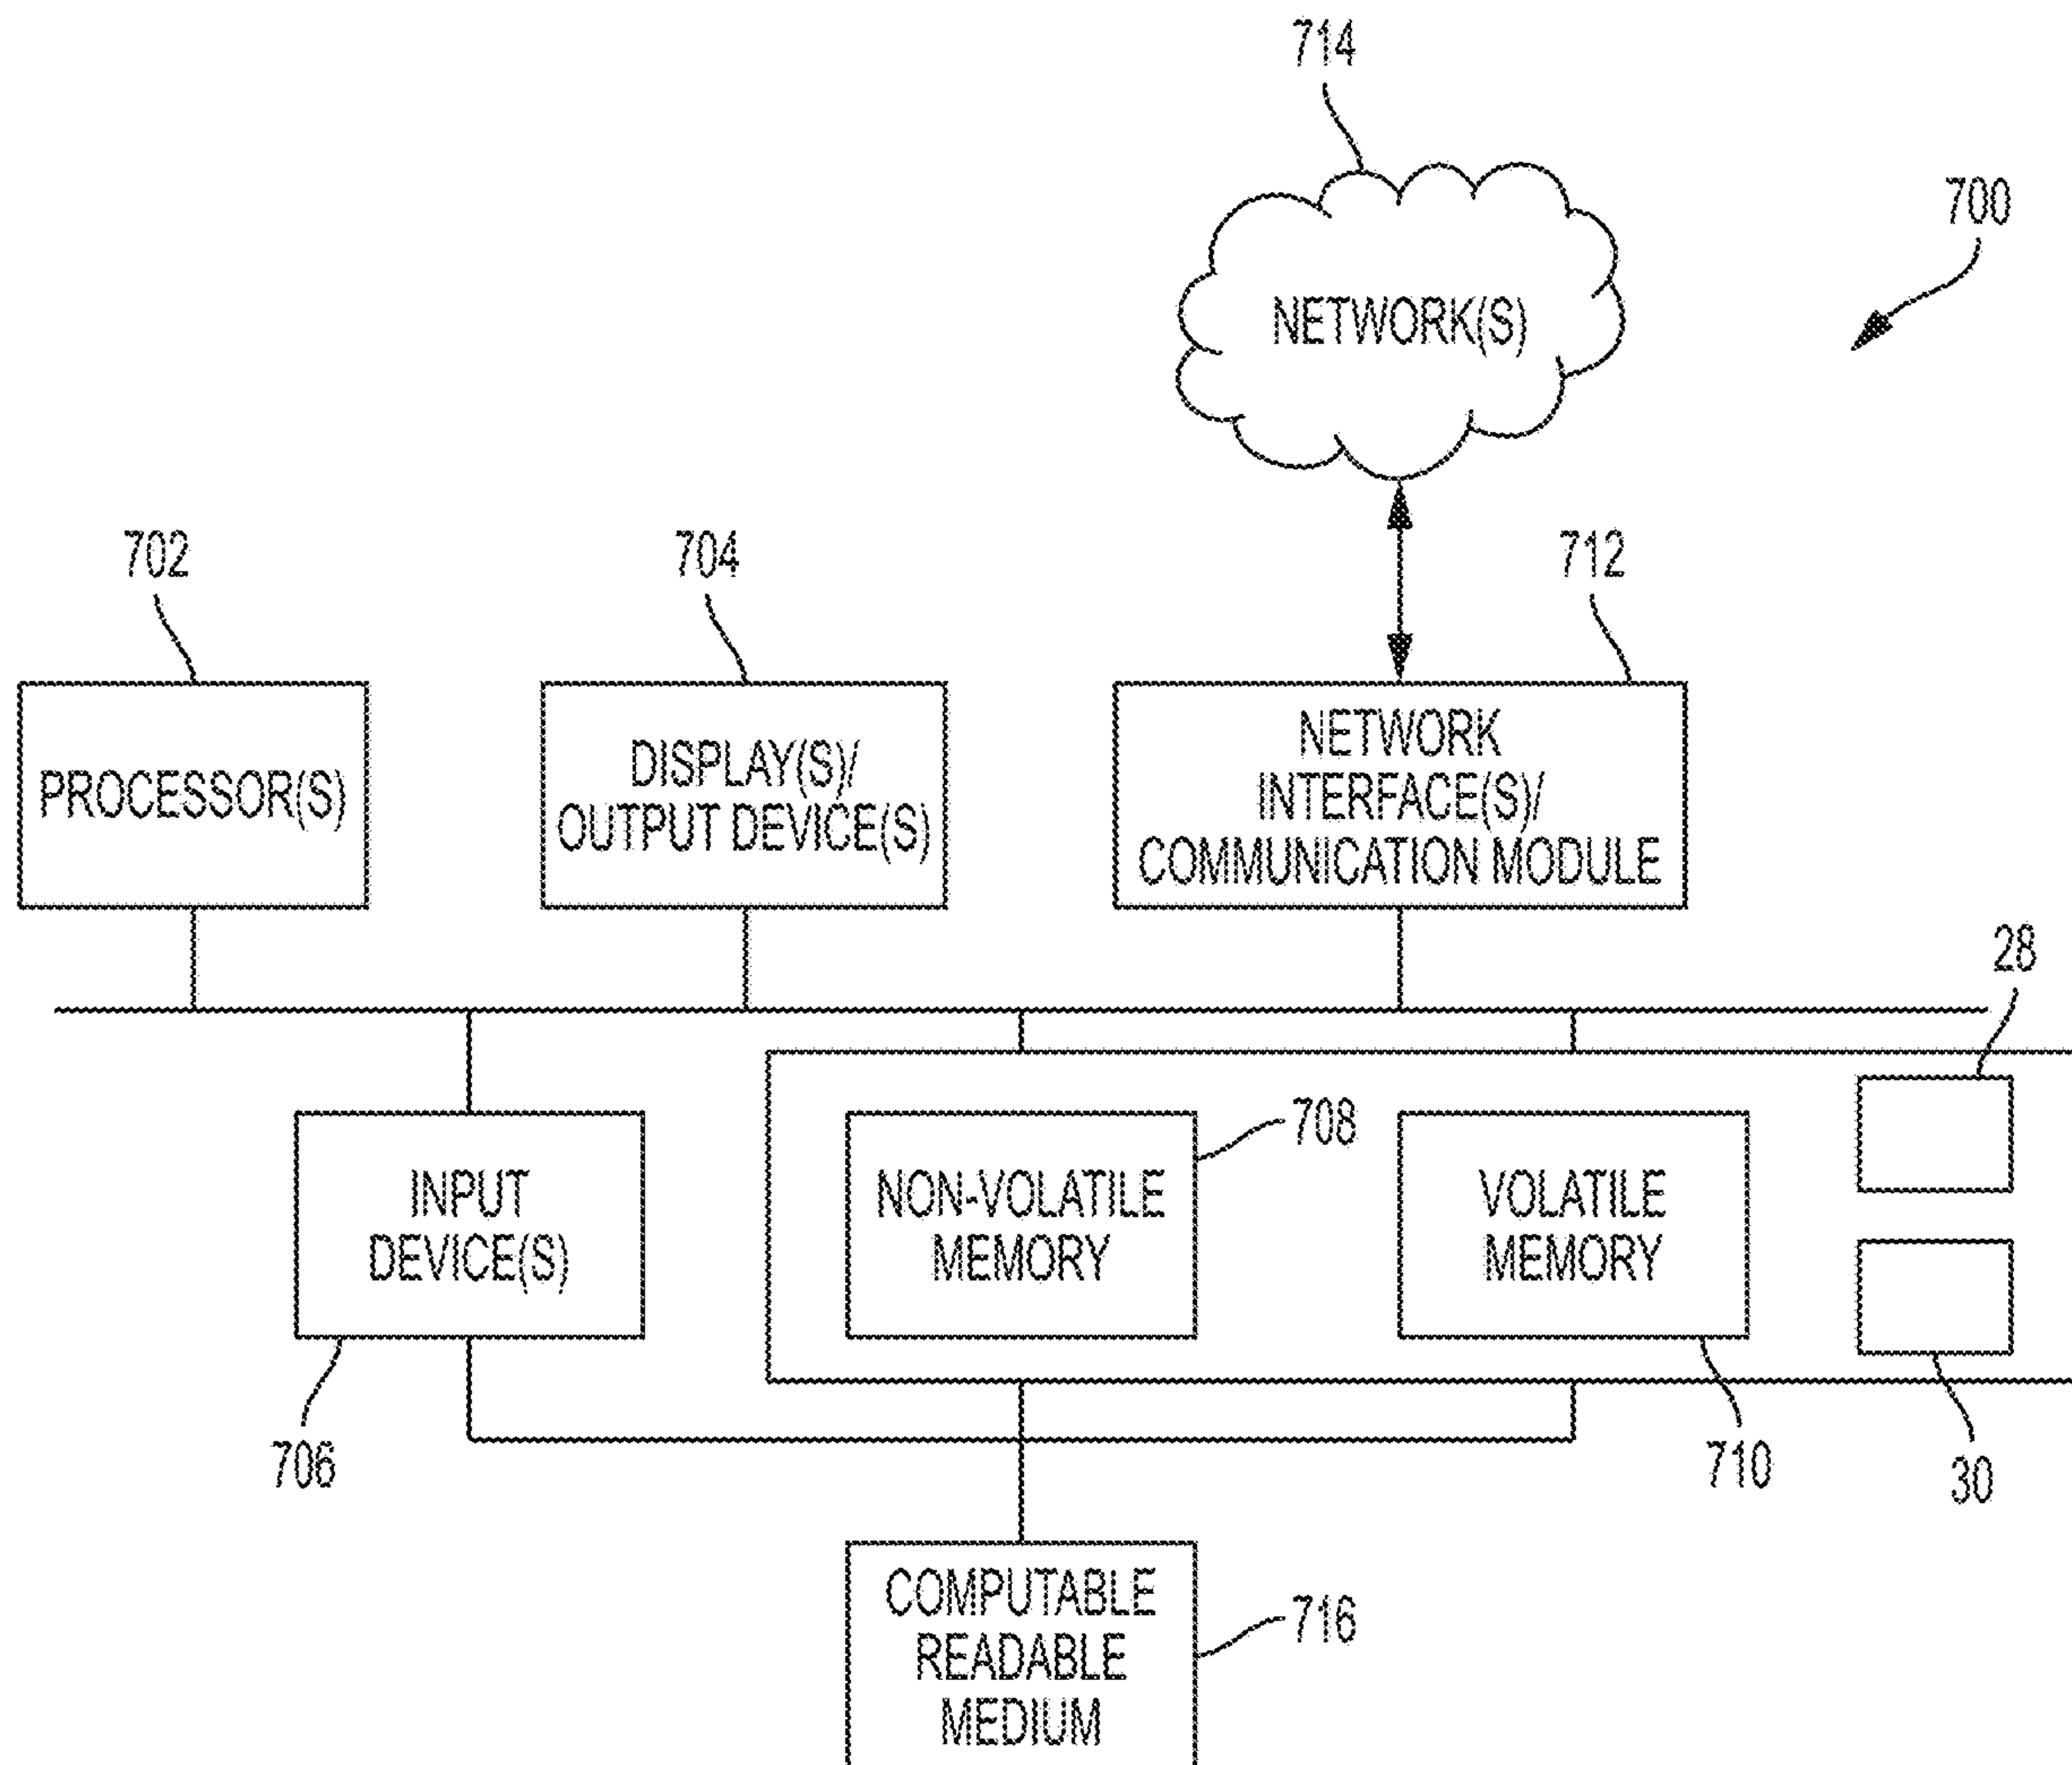 714
700
NETWORK(S)
702
704
712
PROCESSOR(S)
DISPLAY(S)/
OUTPUT DEVICE(S)
NETWORK
INTERFACE(S)/
COMMUNICATION MODULE
28
708
INPUT
DEVICE(S)
NON-VOLATILE
MEMORY
VOLATILE
MEMORY
706
710
30
COMPUTABLE
READABLE
MEDIUM
716